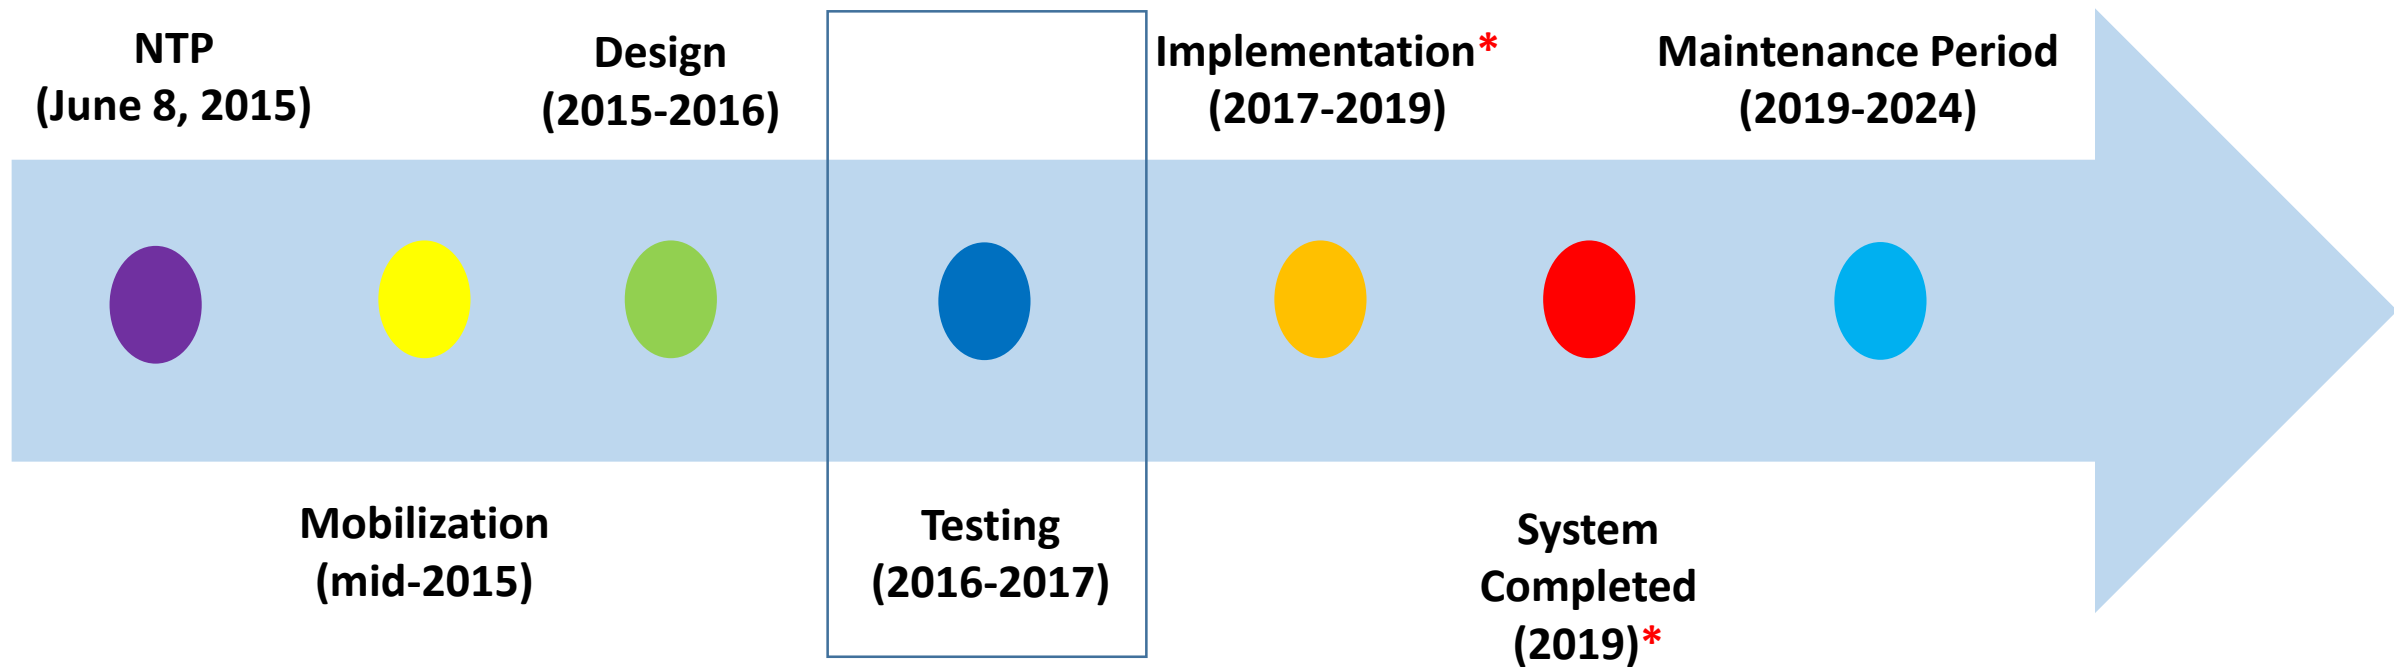 NTP
(June 8, 2015)
Design
(2015-2016)
Implementation*
(2017-2019)
Maintenance Period
(2019-2024)
Mobilization
(mid-2015)
Testing
(2016-2017)
System
Completed
(2019)*